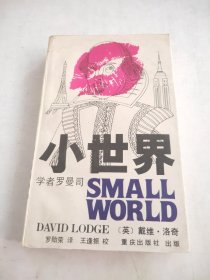 小世界
学者罗曼司
SMALL
WORLD
DAVID LODGE
(英)戴维·洛奇
罗贻荣 译 王逢振 校
重庆出版社 出版